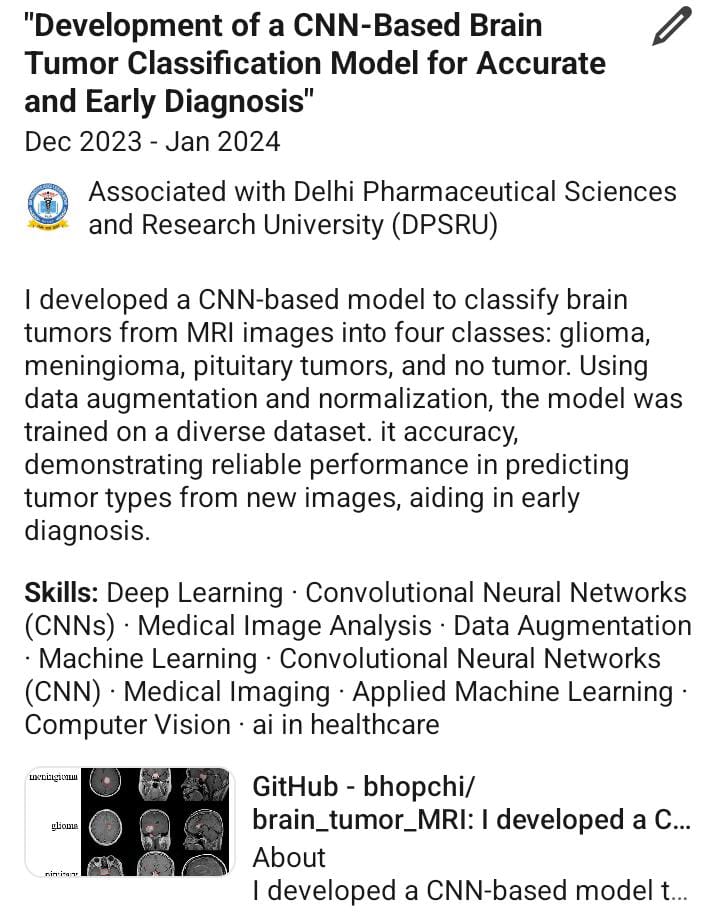 "Development of a CNN-Based Brain
Tumor Classification Model for Accurate
and Early Diagnosis"
Dec 2023 - Jan 2024
Associated with Delhi Pharmaceutical Sciences
and Research University (DPSRU)
I developed a CNN-based model to classify brain
tumors from MRI images into four classes: glioma,
meningioma, pituitary tumors, and no tumor. Using
data augmentation and normalization, the model was
trained on a diverse dataset. it accuracy,
demonstrating reliable performance in predicting
tumor types from new images, aiding in early
diagnosis.
Skills: Deep Learning · Convolutional Neural Networks
(CNNs) · Medical Image Analysis · Data Augmentation
· Machine Learning · Convolutional Neural Networks
(CNN) · Medical Imaging · Applied Machine Learning ·
Computer Vision · ai in healthcare
meningioma
glioma
pituitary
GitHub - bhopchi/
brain_tumor_MRI: I developed a C...
About
I developed a CNN-based model t...